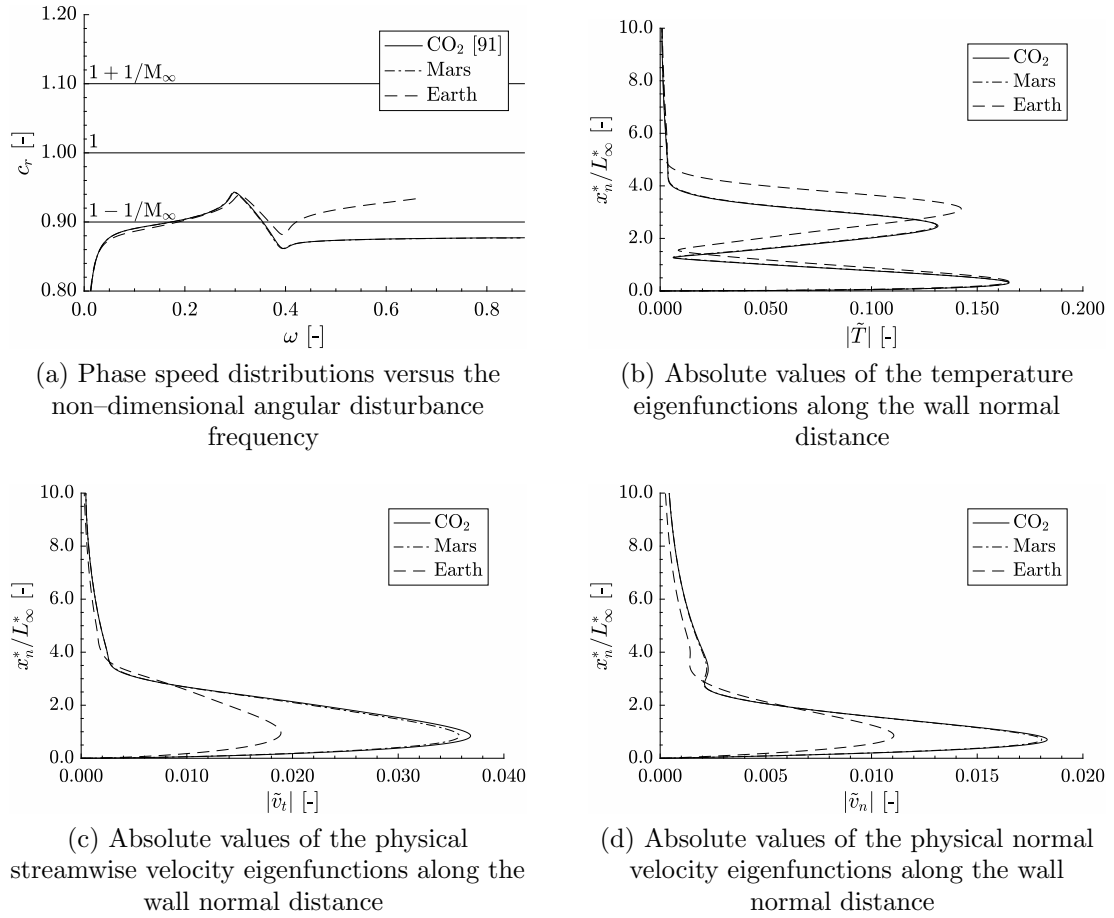 1.20
1.10
1.00
0.90
0.80
c_r [-]
1 + 1/M∞
1
1 − 1/M∞
CO₂ [91]
Mars
Earth
0.0 0.2 0.4 0.6 0.8
ω [-]
(a) Phase speed distributions versus the
non–dimensional angular disturbance
frequency
10.0
8.0
6.0
4.0
2.0
0.0
x*_n/L*_∞ [-]
CO₂
Mars
Earth
0.000 0.050 0.100 0.150 0.200
|T̃| [-]
(b) Absolute values of the temperature
eigenfunctions along the wall normal
distance
10.0
8.0
6.0
4.0
2.0
0.0
x*_n/L*_∞ [-]
CO₂
Mars
Earth
0.000 0.010 0.020 0.030 0.040
|ṽ_t| [-]
(c) Absolute values of the physical
streamwise velocity eigenfunctions along the
wall normal distance
10.0
8.0
6.0
4.0
2.0
0.0
x*_n/L*_∞ [-]
CO₂
Mars
Earth
0.000 0.005 0.010 0.015 0.020
|ṽ_n| [-]
(d) Absolute values of the physical normal
velocity eigenfunctions along the wall
normal distance